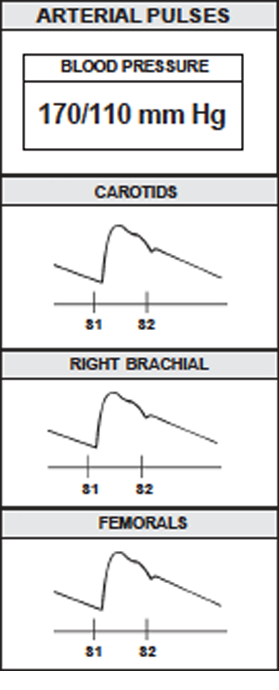 ARTERIAL PULSES
BLOOD PRESSURE
170/110 mm Hg
CAROTIDS
S1 S2
RIGHT BRACHIAL
S1 S2
FEMORALS
S1 S2